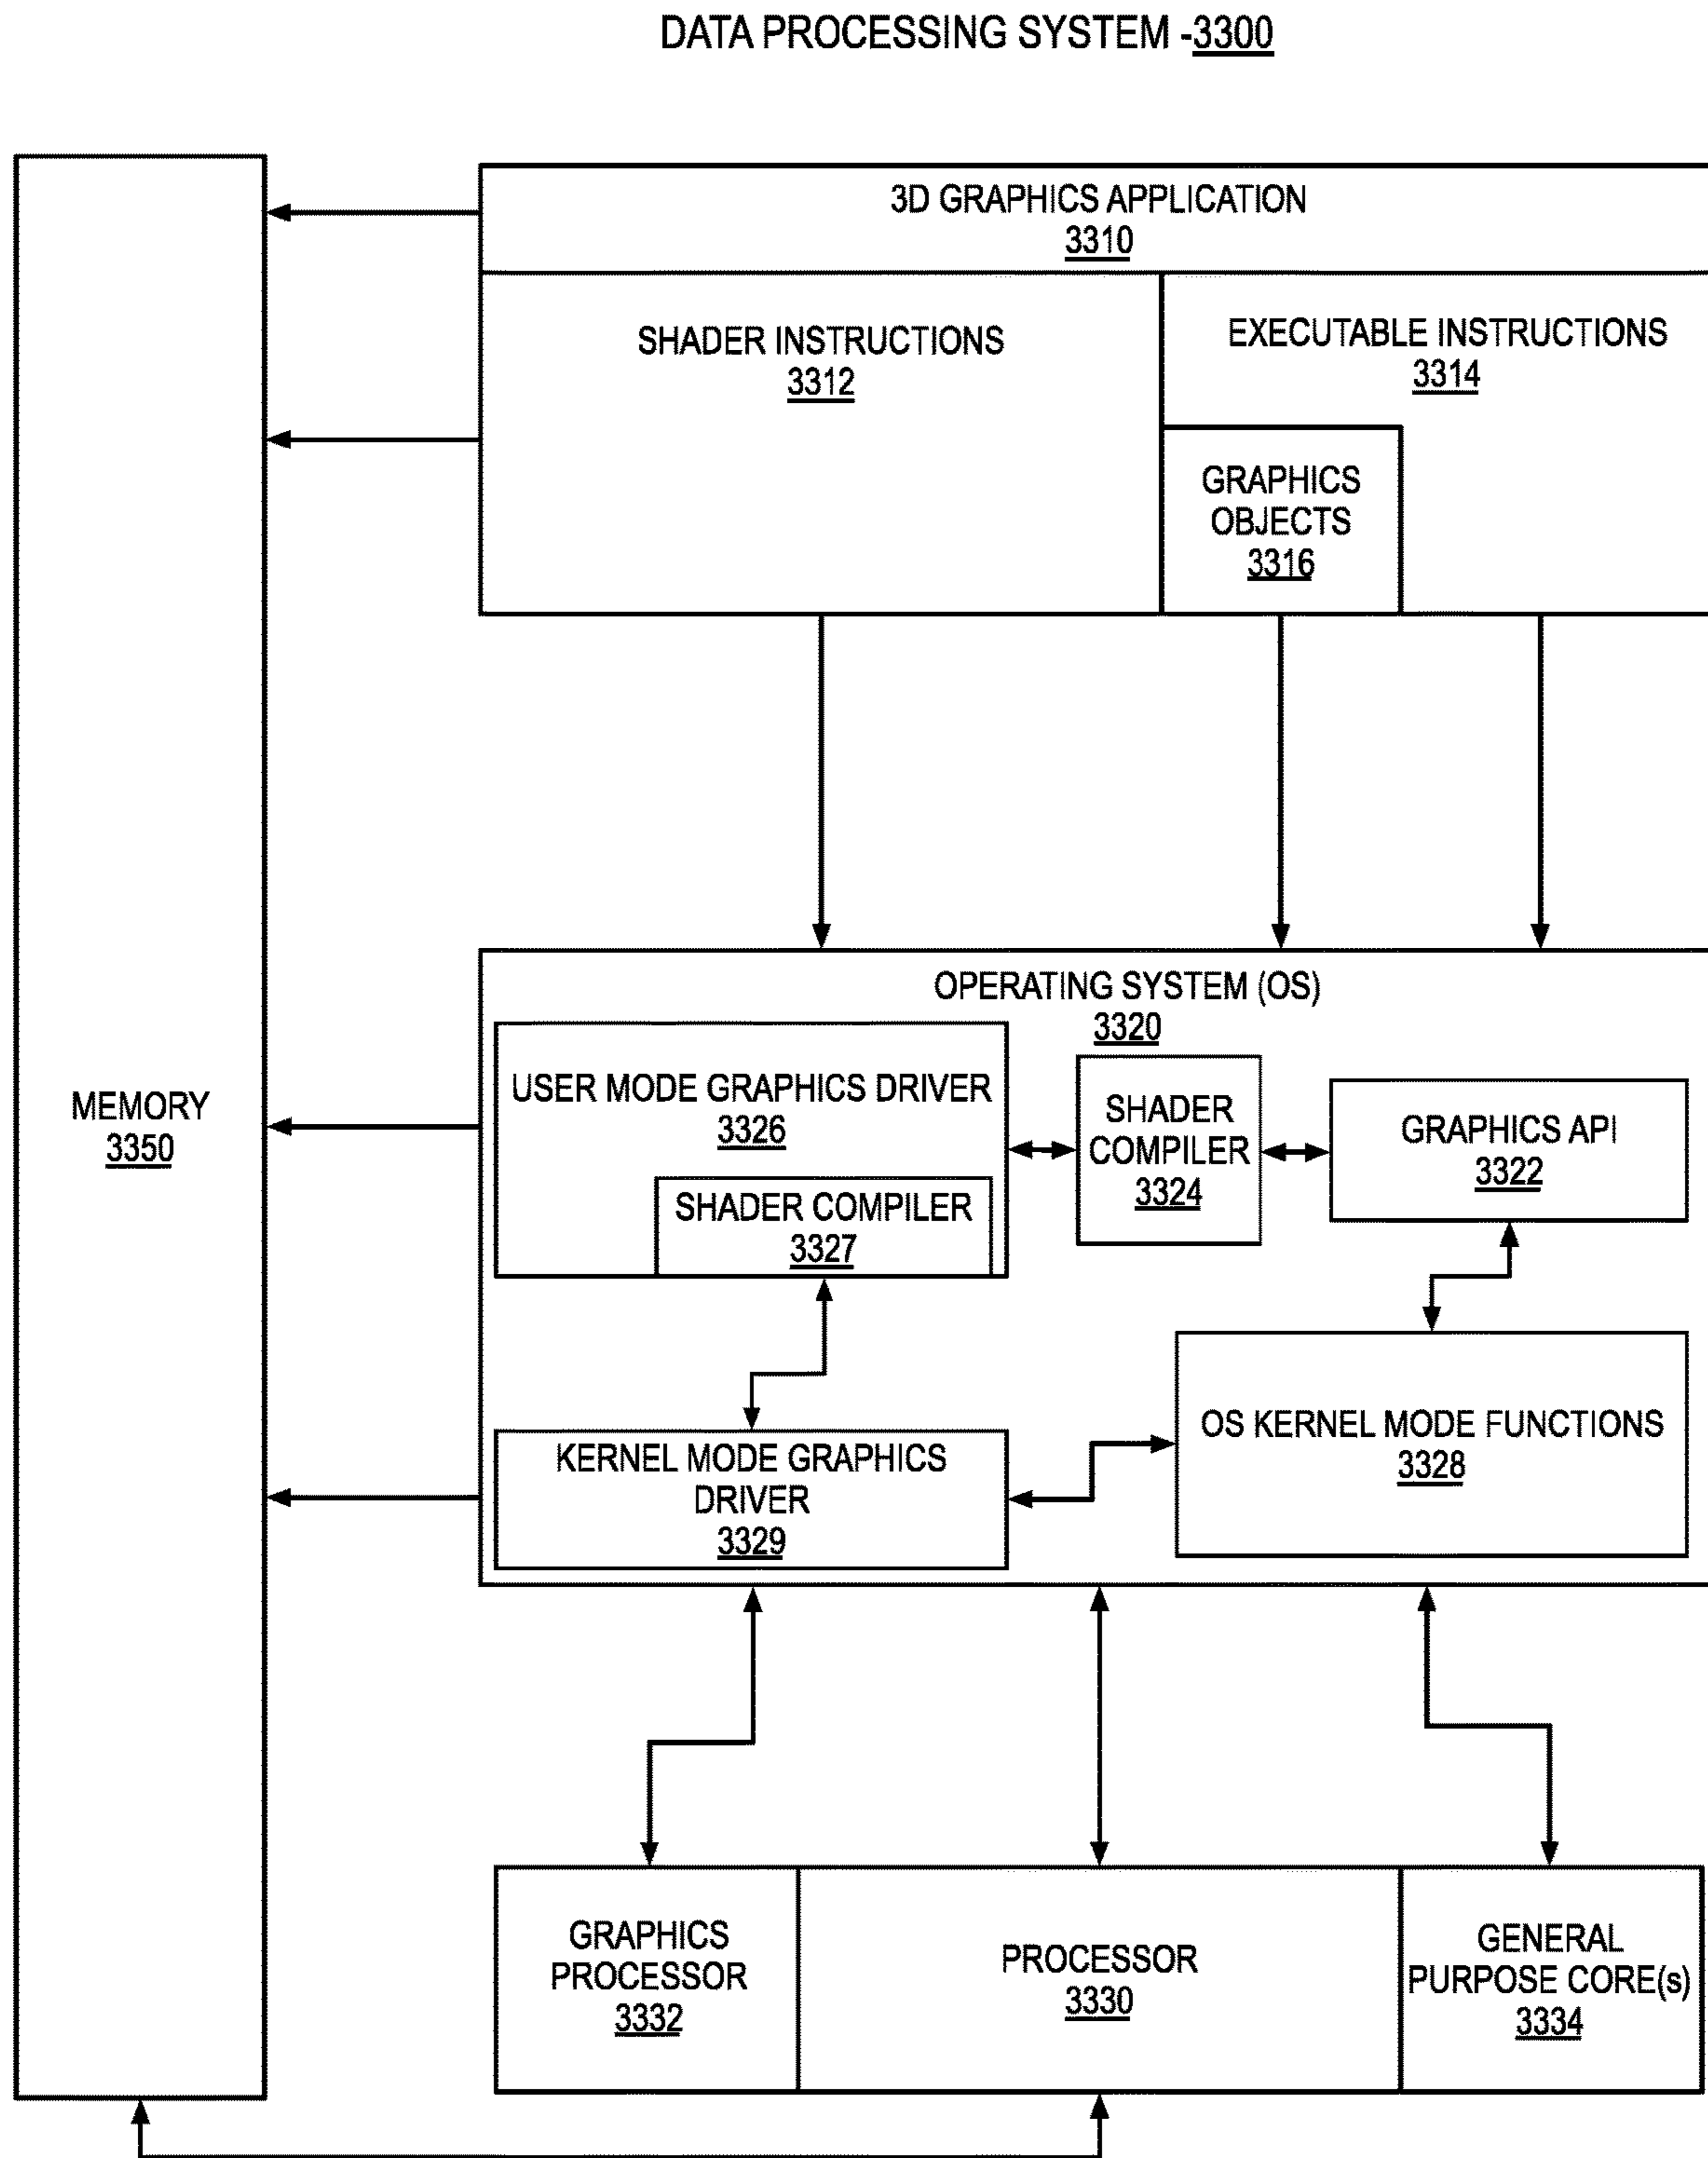 DATA PROCESSING SYSTEM -3300
3D GRAPHICS APPLICATION
3310
SHADER INSTRUCTIONS
3312
EXECUTABLE INSTRUCTIONS
3314
GRAPHICS
OBJECTS
3316
MEMORY
3350
OPERATING SYSTEM (OS)
3320
USER MODE GRAPHICS DRIVER
3326
SHADER COMPILER
3327
SHADER
COMPILER
3324
GRAPHICS API
3322
KERNEL MODE GRAPHICS
DRIVER
3329
OS KERNEL MODE FUNCTIONS
3328
GRAPHICS
PROCESSOR
3332
PROCESSOR
3330
GENERAL
PURPOSE CORE(s)
3334